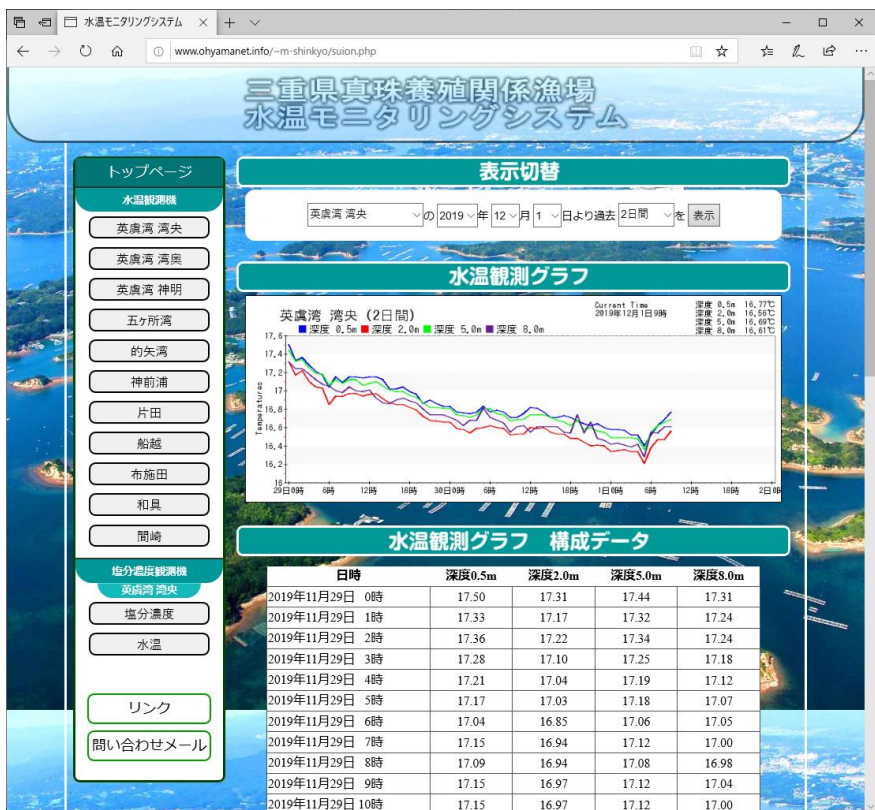 水温モニタリングシステム
www.ohyamanet.info/~m-shinkyo/suion.php
三重県真珠養殖関係漁場
水温モニタリングシステム
トップページ
水温観測機
英虞湾 湾央
英虞湾 湾奥
英虞湾 神明
五ヶ所湾
的矢湾
神前浦
片田
船越
布施田
和具
間崎
塩分濃度観測機
英虞湾 湾央
塩分濃度
水温
リンク
問い合わせメール
表示切替
英虞湾 湾央 の 2019 年 12 月 1 日より過去 2日間 を 表示
水温観測グラフ
英虞湾 湾央 (2日間)
Current Time
2019年12月1日9時
深度 0.5m 16.77℃
深度 2.0m 16.56℃
深度 5.0m 16.69℃
深度 8.0m 16.61℃
深度 0.5m 深度 2.0m 深度 5.0m 深度 8.0m
Temperatures
17.6
17.4
17.2
17
16.8
16.6
16.4
16.2
16
29日0時 6時 12時 18時 30日0時 6時 12時 18時 1日0時 6時 12時 18時 2日0時
水温観測グラフ 構成データ
日時 深度0.5m 深度2.0m 深度5.0m 深度8.0m
2019年11月29日 0時 17.50 17.31 17.44 17.31
2019年11月29日 1時 17.33 17.17 17.32 17.24
2019年11月29日 2時 17.36 17.22 17.34 17.24
2019年11月29日 3時 17.28 17.10 17.25 17.18
2019年11月29日 4時 17.21 17.04 17.19 17.12
2019年11月29日 5時 17.17 17.03 17.18 17.07
2019年11月29日 6時 17.04 16.85 17.06 17.05
2019年11月29日 7時 17.15 16.94 17.12 17.00
2019年11月29日 8時 17.09 16.94 17.08 16.98
2019年11月29日 9時 17.15 16.97 17.12 17.04
2019年11月29日 10時 17.15 16.97 17.12 17.00